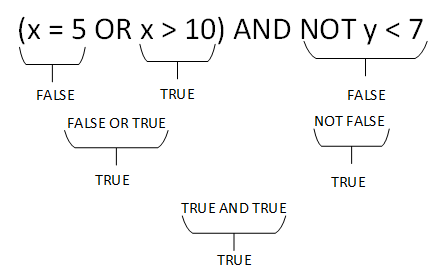 (x = 5 OR x > 10) AND NOT y < 7
FALSE TRUE FALSE
FALSE OR TRUE NOT FALSE
TRUE TRUE
TRUE AND TRUE
TRUE